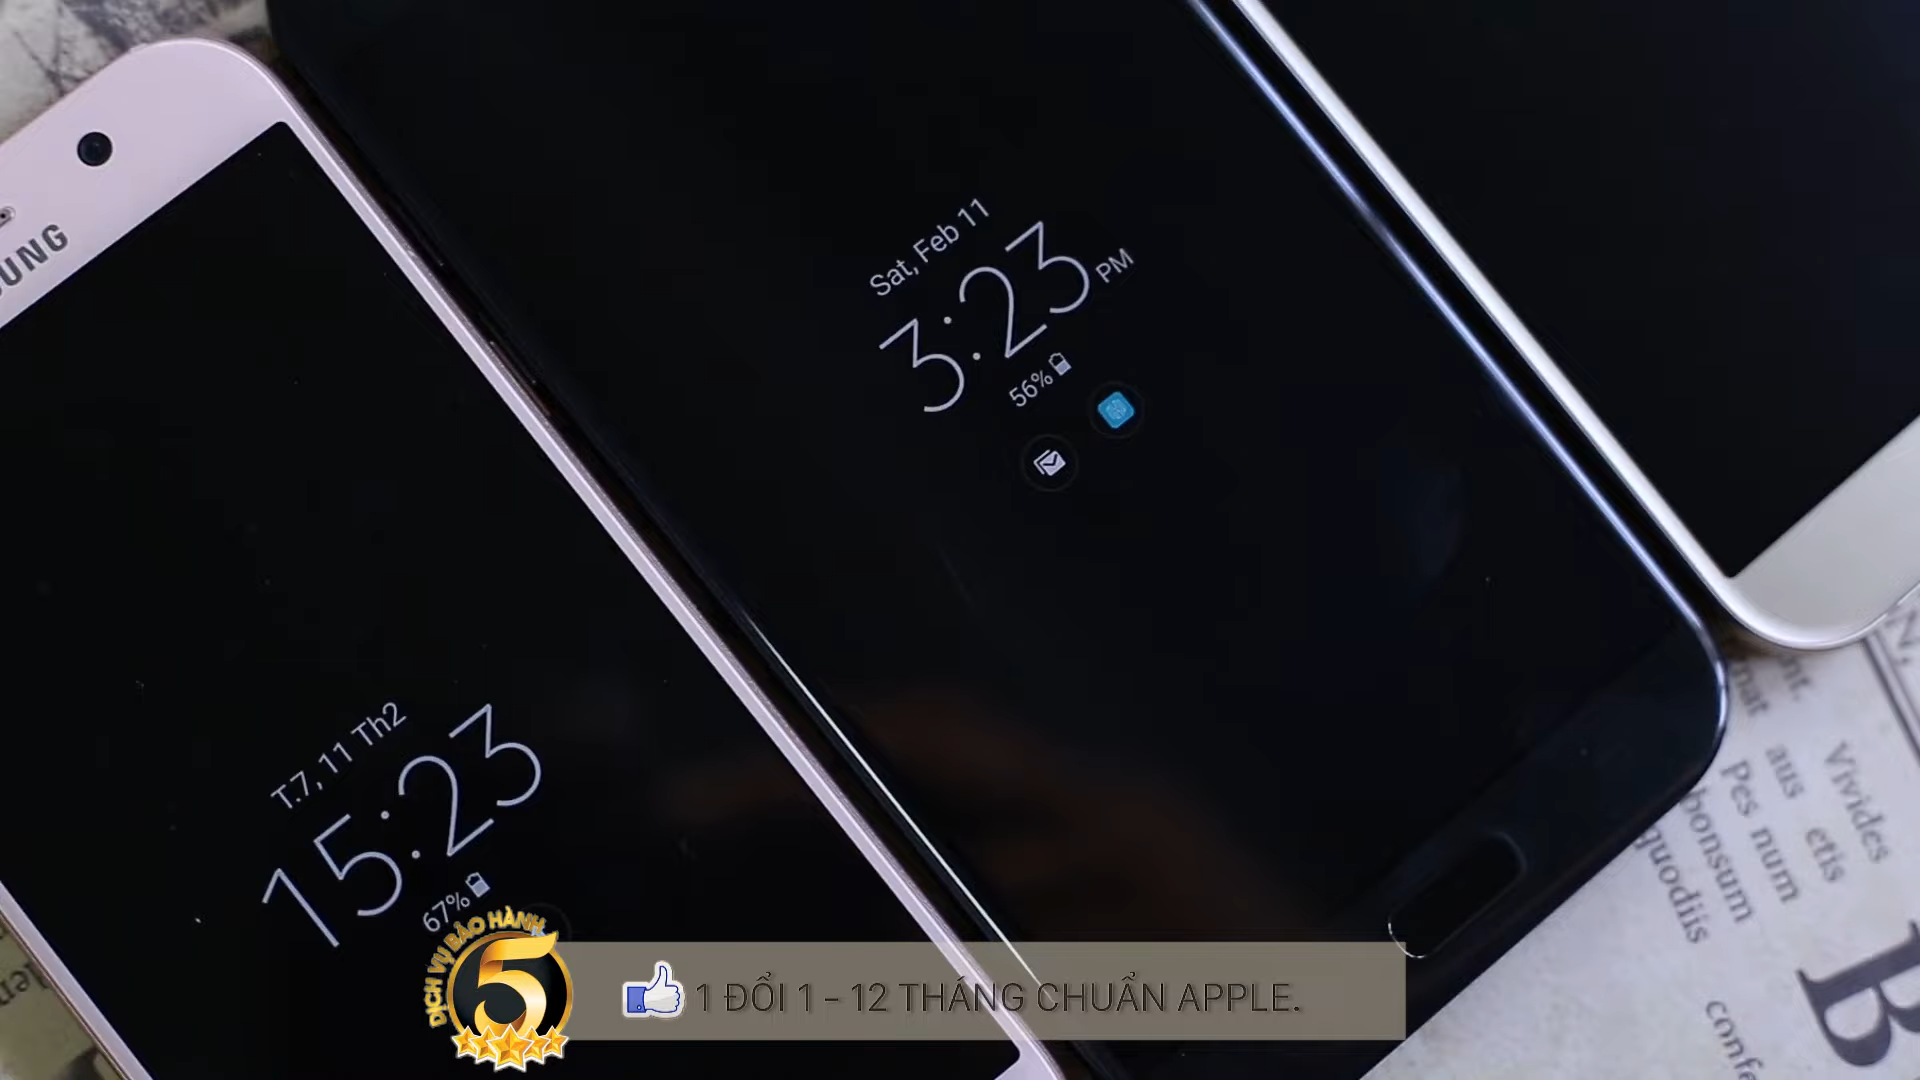 UNG
T.7, 11 Th2
15:23
67%
Sat, Feb 11
3:23 PM
56%
DỊCH VỤ BẢO HÀNH
5
1 ĐỔI 1 - 12 THÁNG CHUẨN APPLE.
Vivides
aus etis
Pes num
bonsum
quodiis
B